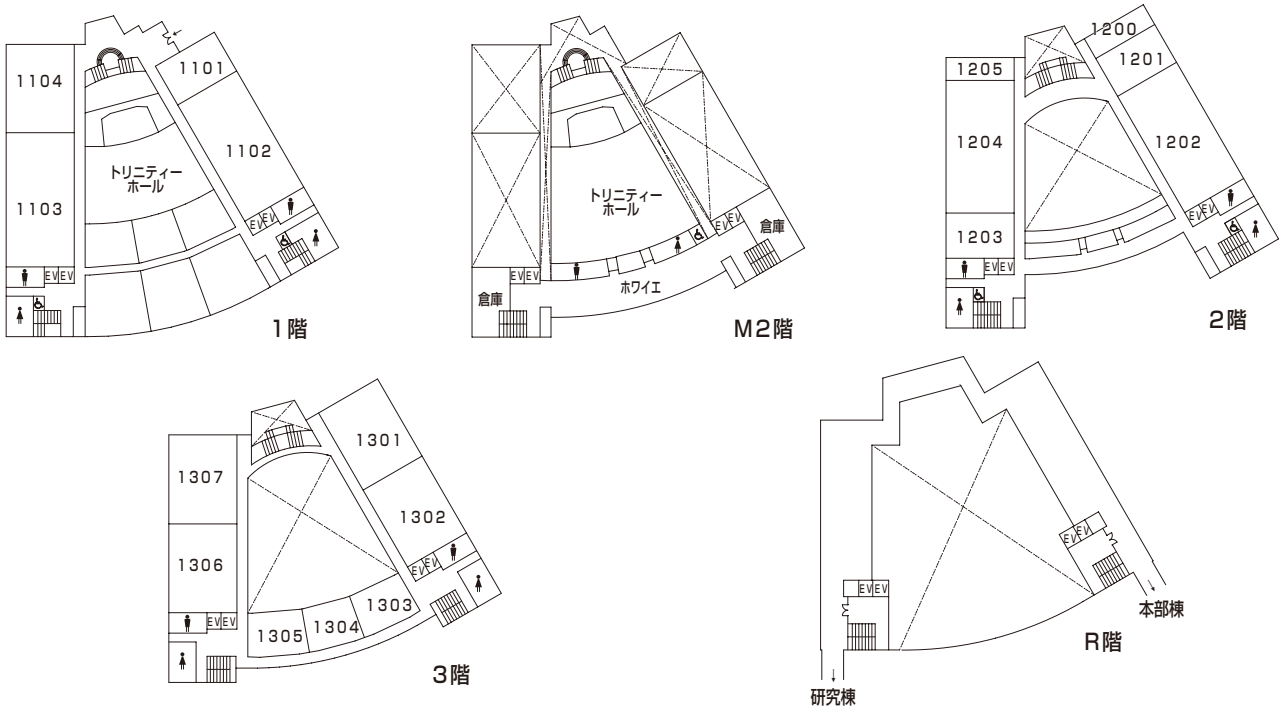 1104
1101
1102
トリニティー
ホール
1103
EV EV
EV EV
1階
トリニティー
ホール
EV EV
倉庫
EV EV
倉庫
ホワイエ
M2階
1200
1205
1201
1204
1202
1203
EV EV
EV EV
2階
1301
1307
1302
1306
EV EV
1303
1304
1305
EV EV
3階
EV EV
EV EV
本部棟
R階
研究棟